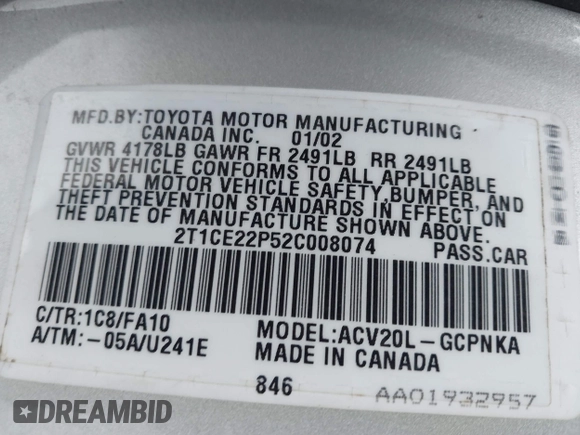 MFD.BY:TOYOTA MOTOR MANUFACTURING
CANADA INC. 01/02
GVWR 4178LB GAWR FR 2491LB RR 2491LB
THIS VEHICLE CONFORMS TO ALL APPLICABLE
FEDERAL MOTOR VEHICLE SAFETY,BUMPER, AND
THEFT PREVENTION STANDARDS IN EFFECT ON
THE DATE OF MANUFACTURE SHOWN ABOVE.
2T1CE22P52C008074 PASS.CAR
C/TR:1C8/FA10 MODEL:ACV20L-GCPNKA
A/TM:-05A/U241E MADE IN CANADA
846 AA01932957
DREAMBID